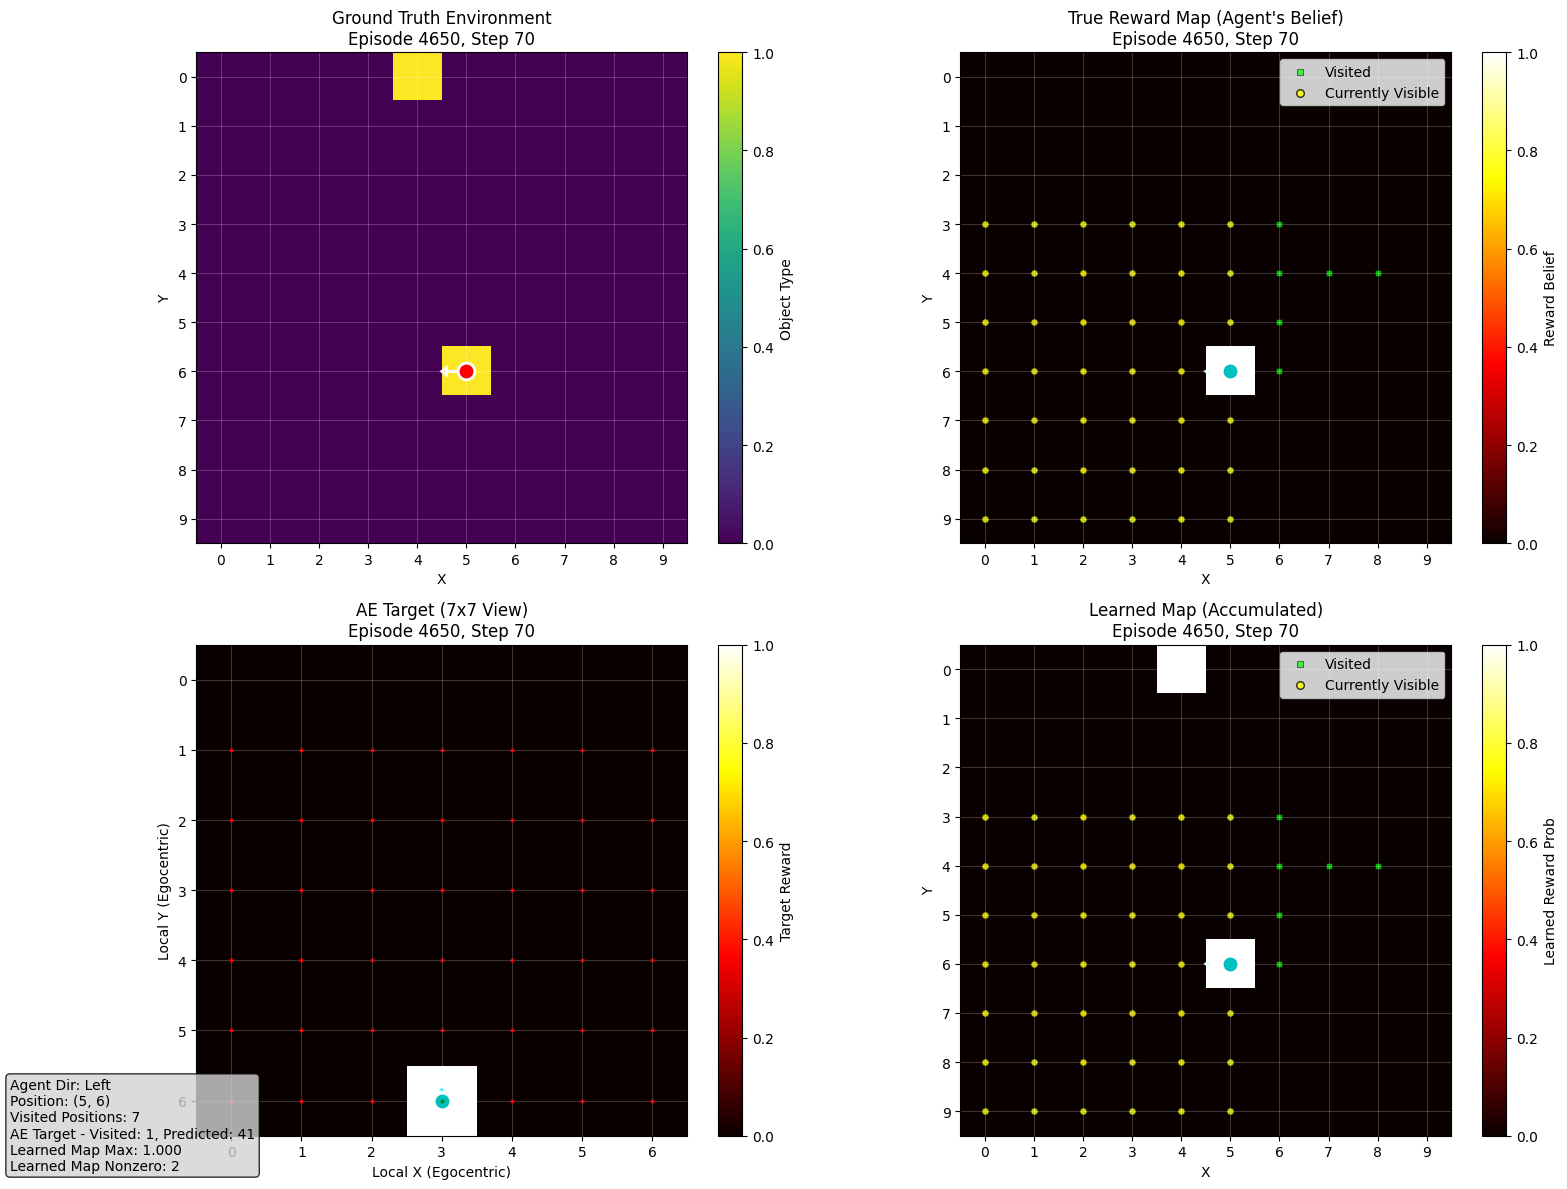 Ground Truth Environment
Episode 4650, Step 70
0
1
2
3
4
5
6
7
8
9
Y
0 1 2 3 4 5 6 7 8 9
X
1.0
0.8
0.6
0.4
0.2
0.0
Object Type
True Reward Map (Agent's Belief)
Episode 4650, Step 70
Visited
Currently Visible
0
1
2
3
4
5
6
7
8
9
Y
0 1 2 3 4 5 6 7 8 9
X
1.0
0.8
0.6
0.4
0.2
0.0
Reward Belief
AE Target (7x7 View)
Episode 4650, Step 70
0
1
2
3
4
5
6
Local Y (Egocentric)
0 1 2 3 4 5 6
Local X (Egocentric)
1.0
0.8
0.6
0.4
0.2
0.0
Target Reward
Agent Dir: Left
Position: (5, 6)
Visited Positions: 7
AE Target - Visited: 1, Predicted: 41
Learned Map Max: 1.000
Learned Map Nonzero: 2
Learned Map (Accumulated)
Episode 4650, Step 70
Visited
Currently Visible
0
1
2
3
4
5
6
7
8
9
Y
0 1 2 3 4 5 6 7 8 9
X
1.0
0.8
0.6
0.4
0.2
0.0
Learned Reward Prob